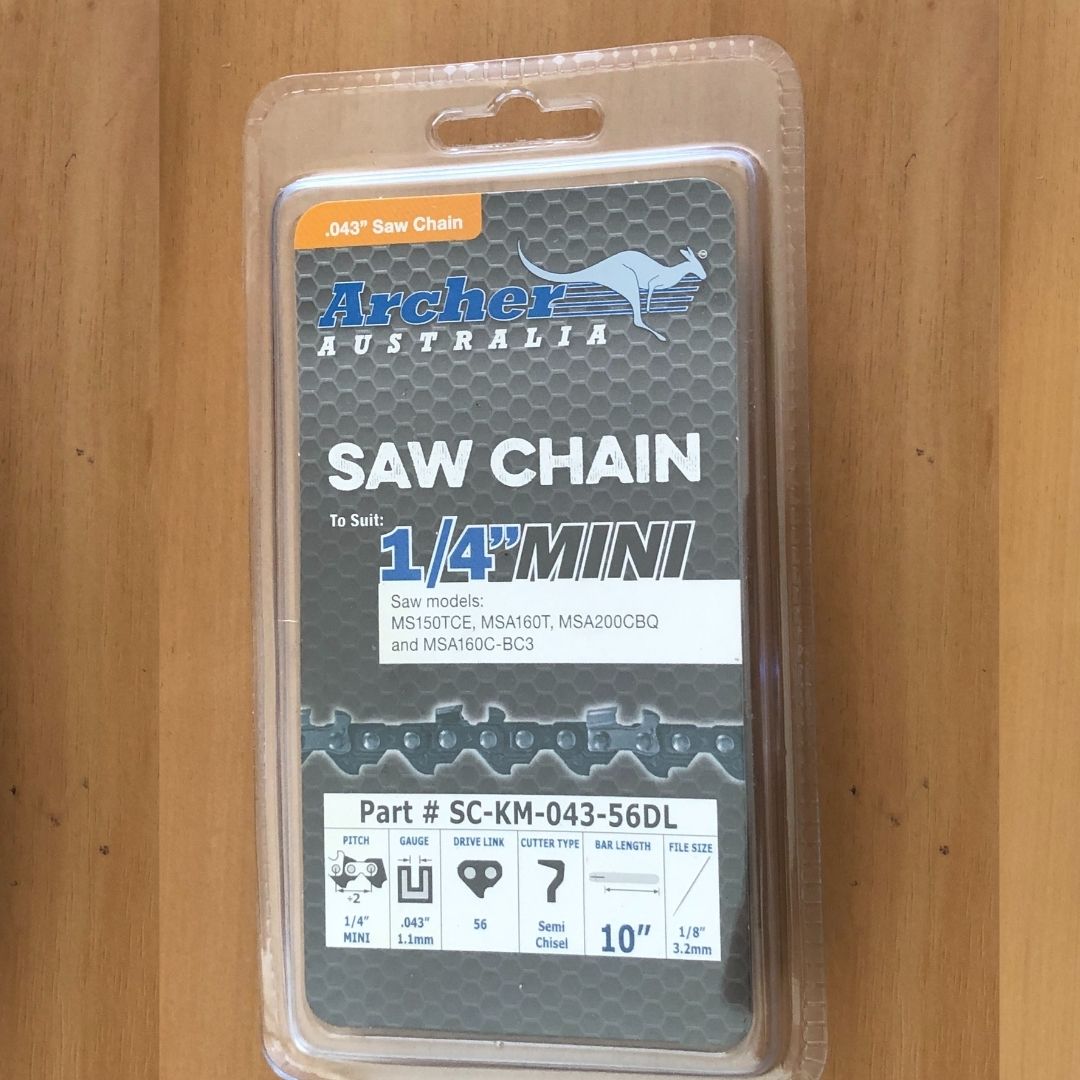 .043” Saw Chain
Archer
AUSTRALIA
®
SAW CHAIN
To Suit:
1/4” MINI
Saw models:
MS150TCE, MSA160T, MSA200CBQ
and MSA160C-BC3
Part # SC-KM-043-56DL
PITCH GAUGE DRIVE LINK CUTTER TYPE BAR LENGTH FILE SIZE
÷2
1/4” .043” 56 Semi 10” 1/8”
MINI 1.1mm Chisel 3.2mm